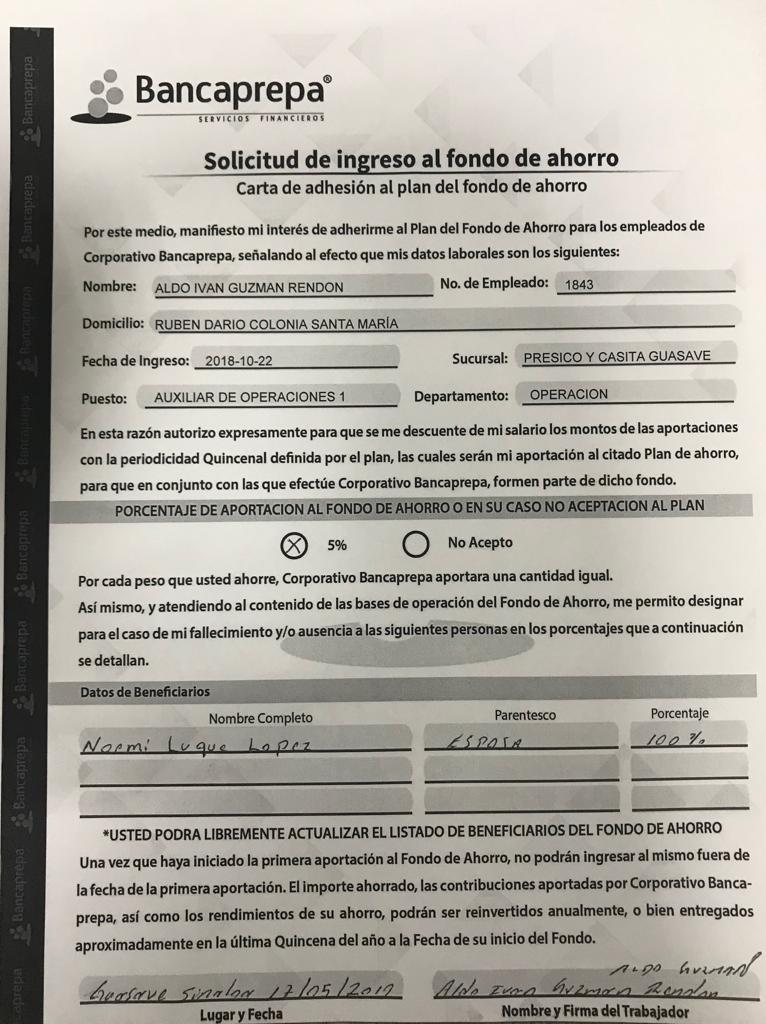 Bancaprepa®
SERVICIOS FINANCIEROS
Solicitud de ingreso al fondo de ahorro
Carta de adhesión al plan del fondo de ahorro
Por este medio, manifiesto mi interés de adherirme al Plan del Fondo de Ahorro para los empleados de
Corporativo Bancaprepa, señalando al efecto que mis datos laborales son los siguientes:
Nombre: ALDO IVAN GUZMAN RENDON No. de Empleado: 1843
Domicilio: RUBEN DARIO COLONIA SANTA MARÍA
Fecha de Ingreso: 2018-10-22 Sucursal: PRESICO Y CASITA GUASAVE
Puesto: AUXILIAR DE OPERACIONES 1 Departamento: OPERACION
En esta razón autorizo expresamente para que se me descuente de mi salario los montos de las aportaciones
con la periodicidad Quincenal definida por el plan, las cuales serán mi aportación al citado Plan de ahorro,
para que en conjunto con las que efectúe Corporativo Bancaprepa, formen parte de dicho fondo.
PORCENTAJE DE APORTACION AL FONDO DE AHORRO O EN SU CASO NO ACEPTACION AL PLAN
X 5% No Acepto
Por cada peso que usted ahorre, Corporativo Bancaprepa aportara una cantidad igual.
Así mismo, y atendiendo al contenido de las bases de operación del Fondo de Ahorro, me permito designar
para el caso de mi fallecimiento y/o ausencia a las siguientes personas en los porcentajes que a continuación
se detallan.
Datos de Beneficiarios
Nombre Completo Parentesco Porcentaje
Noemi Luque Lopez ESPOSA 100%
*USTED PODRA LIBREMENTE ACTUALIZAR EL LISTADO DE BENEFICIARIOS DEL FONDO DE AHORRO
Una vez que haya iniciado la primera aportación al Fondo de Ahorro, no podrán ingresar al mismo fuera de
la fecha de la primera aportación. El importe ahorrado, las contribuciones aportadas por Corporativo Banca-
prepa, así como los rendimientos de su ahorro, podrán ser reinvertidos anualmente, o bien entregados
aproximadamente en la última Quincena del año a la Fecha de su inicio del Fondo.
ALDO GUZMAN
Guasave Sinaloa 17/05/2019 Aldo Ivan Guzman Rendon
Lugar y Fecha Nombre y Firma del Trabajador